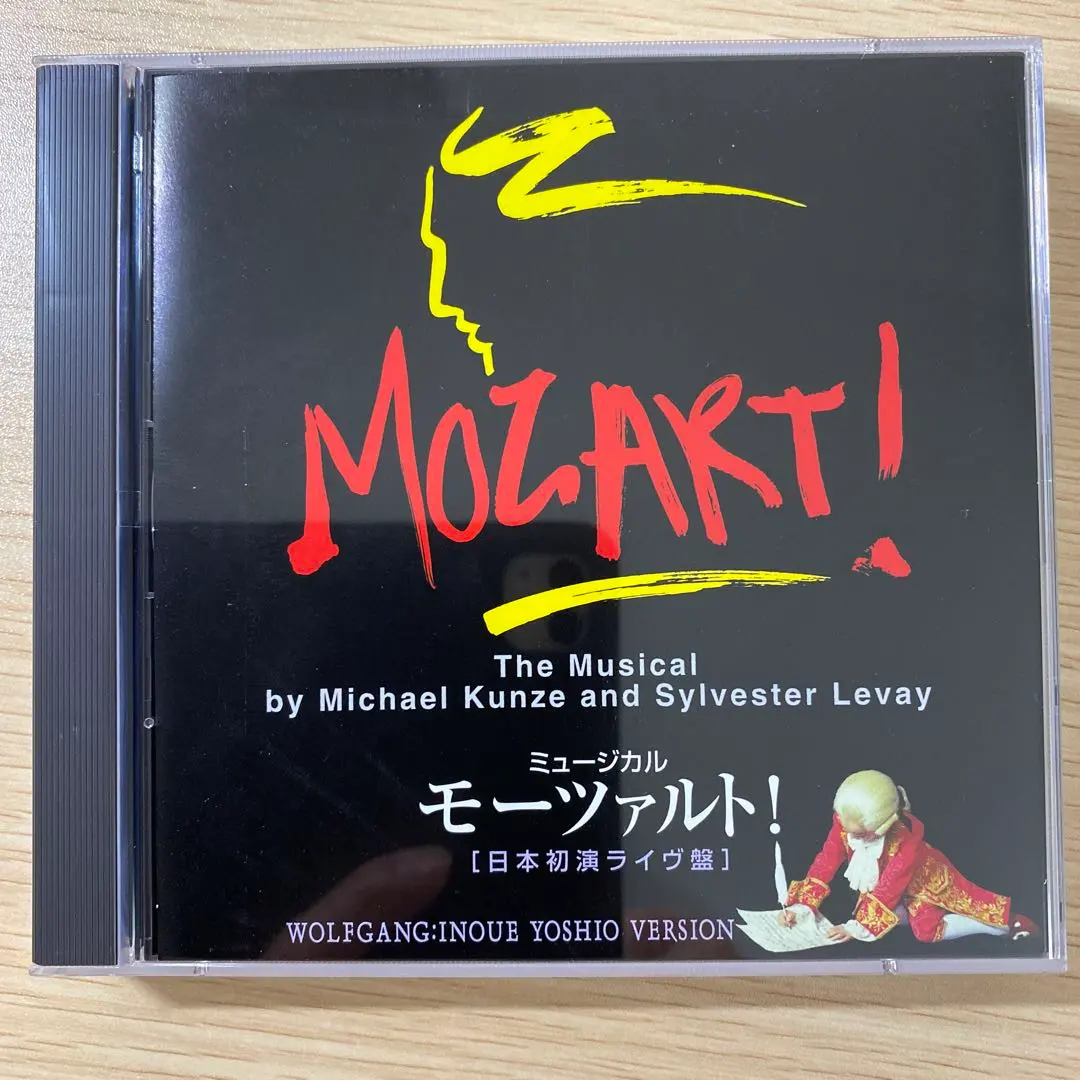 MOZART!
The Musical
by Michael Kunze and Sylvester Levay
ミュージカル
モーツァルト!
[日本初演ライヴ盤]
WOLFGANG:INOUE YOSHIO VERSION